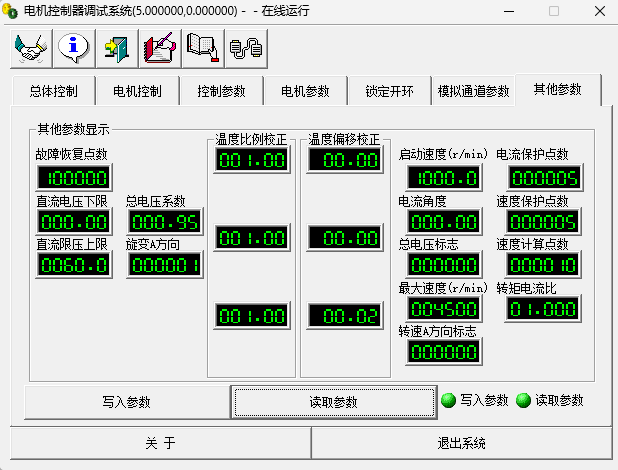 电机控制器调试系统(5.000000,0.000000) - - 在线运行
总体控制 电机控制 控制参数 电机参数 锁定开环 模拟通道参数 其他参数
其他参数显示
故障恢复点数
100000
直流电压下限
000.00
总电压系数
000.95
直流限压上限
0060.0
旋变A方向
000001
温度比例校正
001.00
001.00
001.00
温度偏移校正
00.00
00.00
00.02
启动速度(r/min)
1000.0
电流保护点数
000005
电流角度
000.00
速度保护点数
000005
总电压标志
000000
速度计算点数
000010
最大速度(r/min)
004500
转矩电流比
01.000
转速A方向标志
000000
写入参数 读取参数 写入参数 读取参数
关 于 退出系统